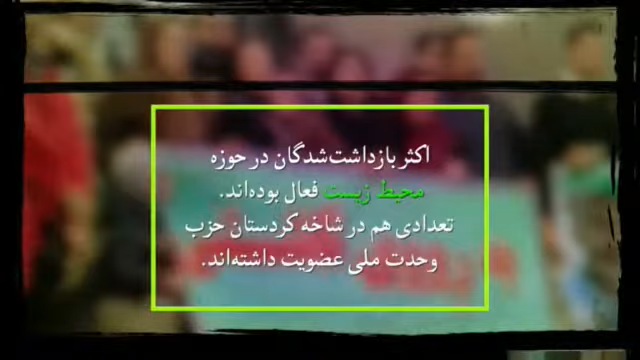 اکثر بازداشت‌شدگان در حوزه
محیط زیست فعال بوده‌اند.
تعدادی هم در شاخه کردستان حزب
وحدت ملی عضویت داشته‌اند.